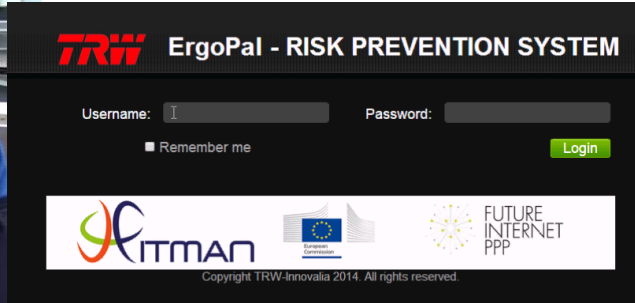 TRW ErgoPal - RISK PREVENTION SYSTEM
Username: Password:
Remember me Login
FITMAN
European
Commission
FUTURE
INTERNET
PPP
Copyright TRW-Innovalia 2014. All rights reserved.